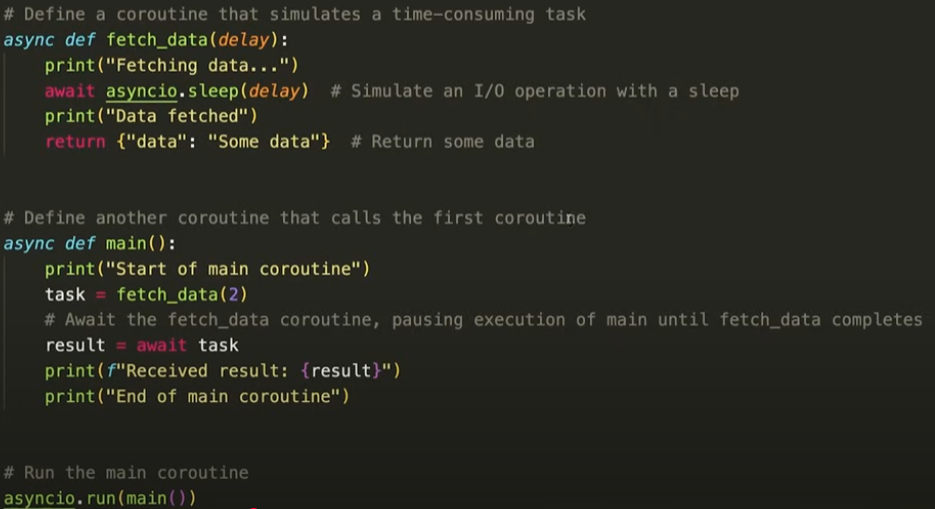 # Define a coroutine that simulates a time-consuming task
async def fetch_data(delay):
    print("Fetching data...")
    await asyncio.sleep(delay)  # Simulate an I/O operation with a sleep
    print("Data fetched")
    return {"data": "Some data"}  # Return some data
# Define another coroutine that calls the first coroutine
async def main():
    print("Start of main coroutine")
    task = fetch_data(2)
    # Await the fetch_data coroutine, pausing execution of main until fetch_data completes
    result = await task
    print(f"Received result: {result}")
    print("End of main coroutine")
# Run the main coroutine
asyncio.run(main())